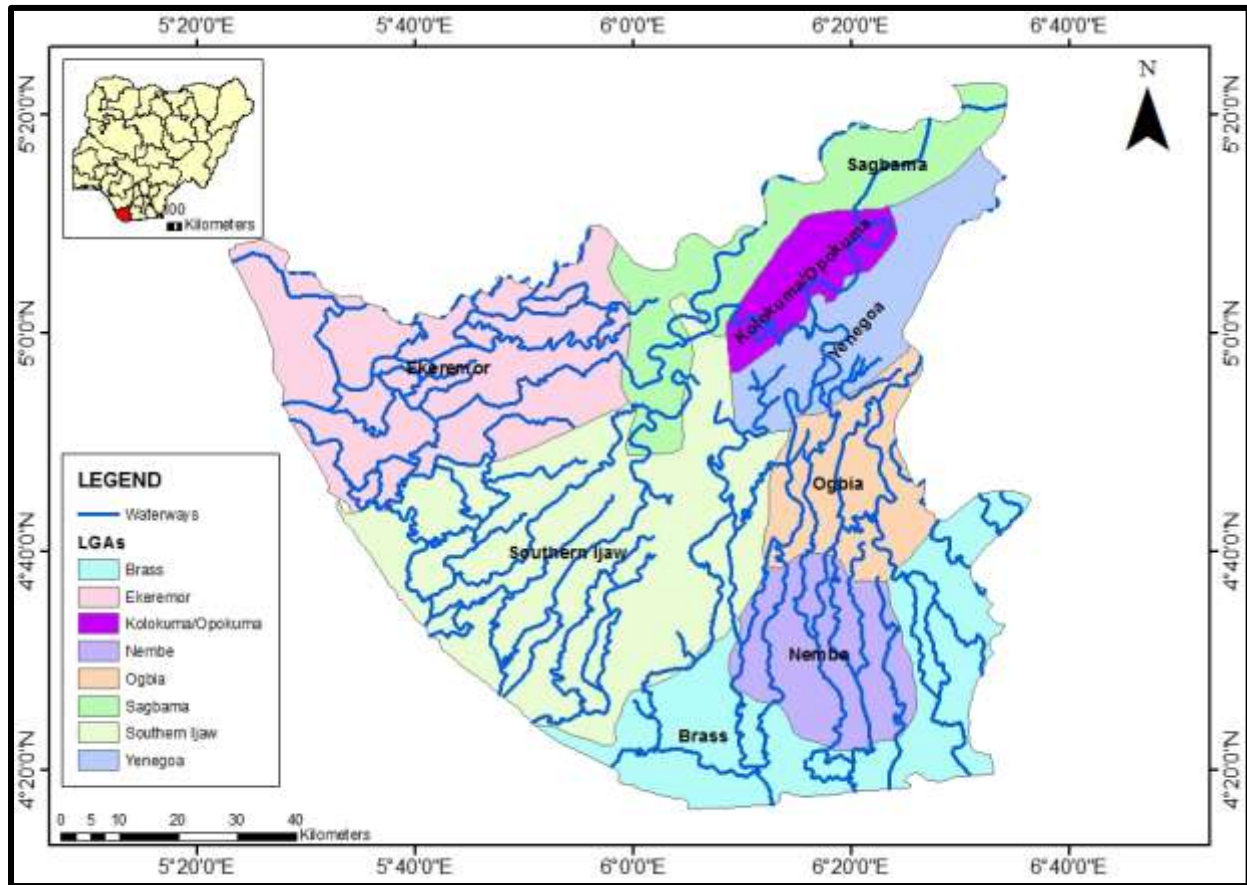 5°20'0"E 5°40'0"E 6°0'0"E 6°20'0"E 6°40'0"E
5°20'0"N
5°0'0"N
4°40'0"N
4°20'0"N
00
Kilometers
N
5°20'0"N
5°0'0"N
4°40'0"N
4°20'0"N
Sagbama
Kolokuma/Opokuma
Yenegoa
Ekeremor
Ogbia
Southern Ijaw
Nembe
Brass
LEGEND
Waterways
LGAs
Brass
Ekeremor
Kolokuma/Opokuma
Nembe
Ogbia
Sagbama
Southern Ijaw
Yenegoa
0 5 10 20 30 40
Kilometers
5°20'0"E 5°40'0"E 6°0'0"E 6°20'0"E 6°40'0"E